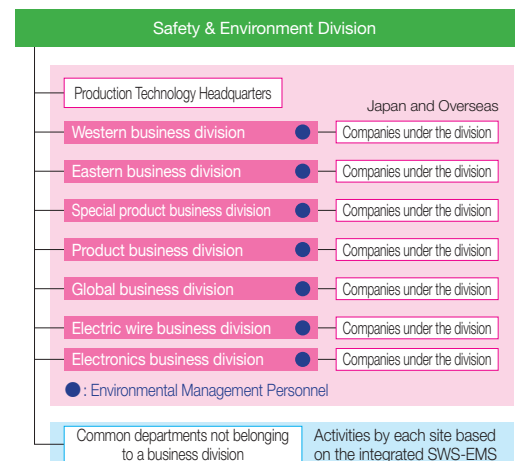 Safety & Environment Division
Production Technology Headquarters
Japan and Overseas
Western business division
Companies under the division
Eastern business division
Companies under the division
Special product business division
Companies under the division
Product business division
Companies under the division
Global business division
Companies under the division
Electric wire business division
Companies under the division
Electronics business division
Companies under the division
: Environmental Management Personnel
Common departments not belonging
to a business division
Activities by each site based
on the integrated SWS-EMS